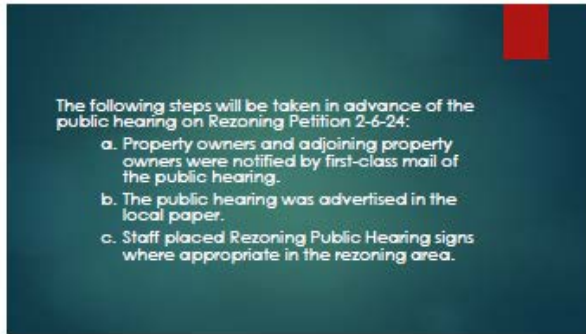 The following steps will be taken in advance of the
public hearing on Rezoning Petition 2-6-24:
a. Property owners and adjoining property
owners were notified by first-class mail of
the public hearing.
b. The public hearing was advertised in the
local paper.
c. Staff placed Rezoning Public Hearing signs
where appropriate in the rezoning area.